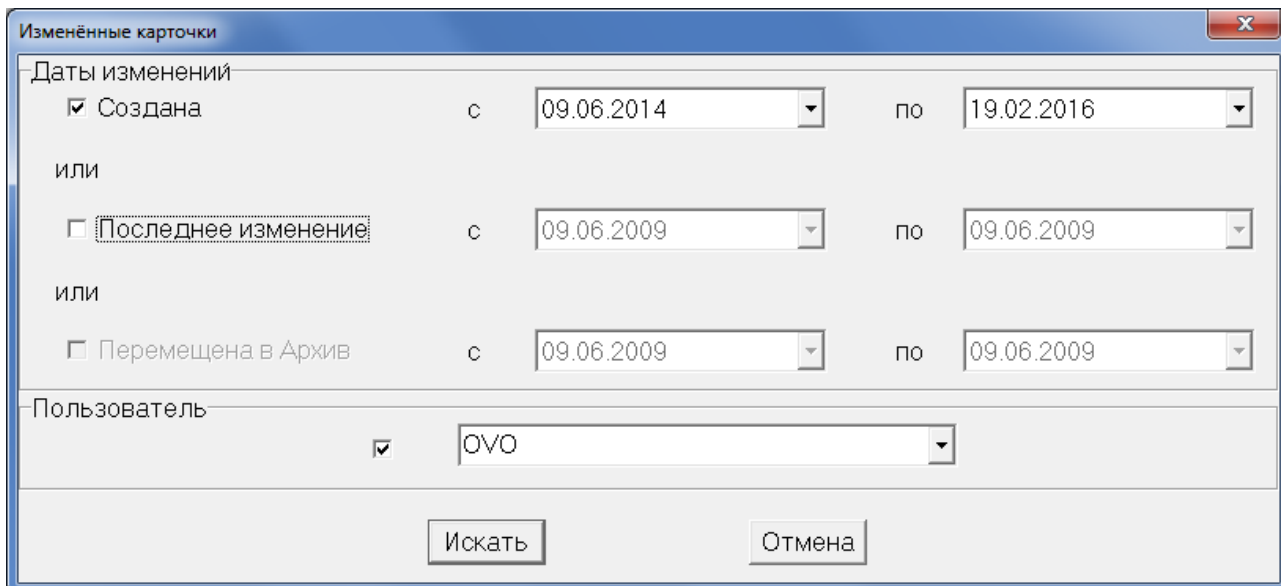 Изменённые карточки
Даты изменений
Создана с 09.06.2014 по 19.02.2016
или
Последнее изменение с 09.06.2009 по 09.06.2009
или
Перемещена в Архив с 09.06.2009 по 09.06.2009
Пользователь
OVO
Искать Отмена